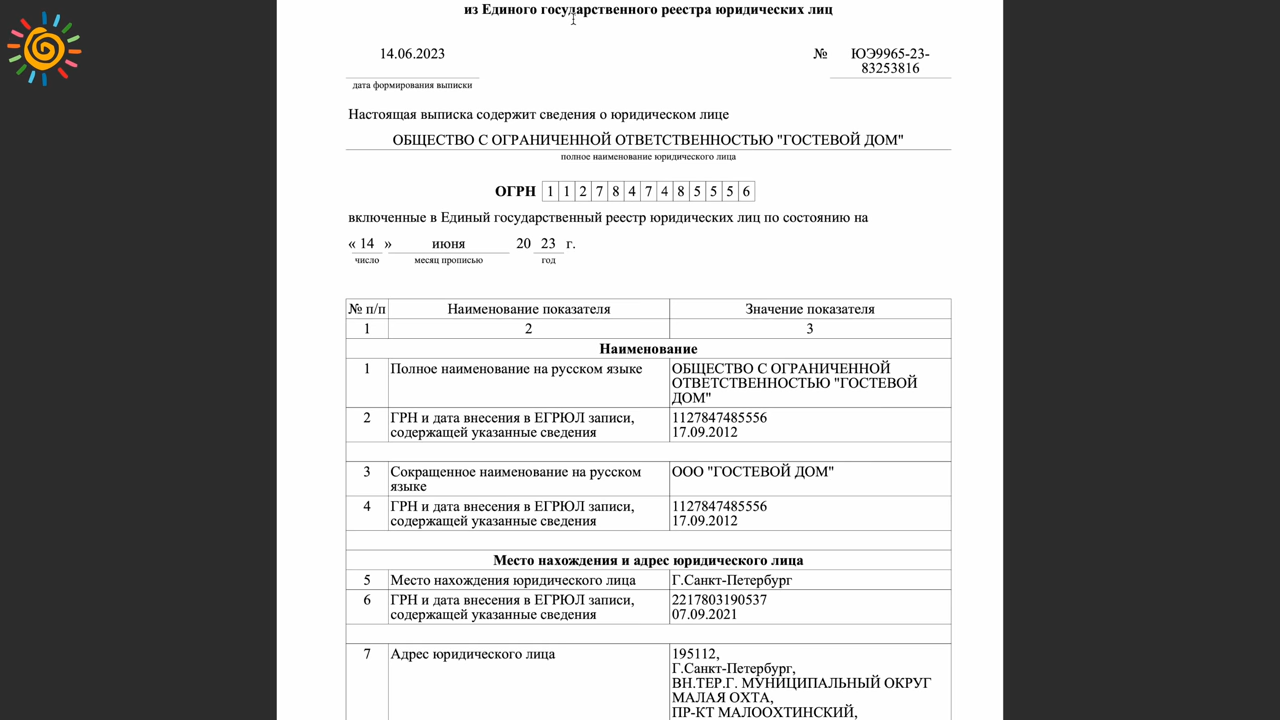 из Единого государственного реестра юридических лиц
14.06.2023 № ЮЭ9965-23-
83253816
дата формирования выписки
Настоящая выписка содержит сведения о юридическом лице
ОБЩЕСТВО С ОГРАНИЧЕННОЙ ОТВЕТСТВЕННОСТЬЮ "ГОСТЕВОЙ ДОМ"
полное наименование юридического лица
ОГРН 1 1 2 7 8 4 7 4 8 5 5 5 6
включенные в Единый государственный реестр юридических лиц по состоянию на
« 14 » июня 20 23 г.
число месяц прописью год
№ п/п Наименование показателя Значение показателя
1 2 3
Наименование
1 Полное наименование на русском языке ОБЩЕСТВО С ОГРАНИЧЕННОЙ
ОТВЕТСТВЕННОСТЬЮ "ГОСТЕВОЙ
ДОМ"
2 ГРН и дата внесения в ЕГРЮЛ записи, 1127847485556
содержащей указанные сведения 17.09.2012
3 Сокращенное наименование на русском ООО "ГОСТЕВОЙ ДОМ"
языке
4 ГРН и дата внесения в ЕГРЮЛ записи, 1127847485556
содержащей указанные сведения 17.09.2012
Место нахождения и адрес юридического лица
5 Место нахождения юридического лица Г.Санкт-Петербург
6 ГРН и дата внесения в ЕГРЮЛ записи, 2217803190537
содержащей указанные сведения 07.09.2021
7 Адрес юридического лица 195112,
Г.Санкт-Петербург,
ВН.ТЕР.Г. МУНИЦИПАЛЬНЫЙ ОКРУГ
МАЛАЯ ОХТА,
ПР-КТ МАЛООХТИНСКИЙ,